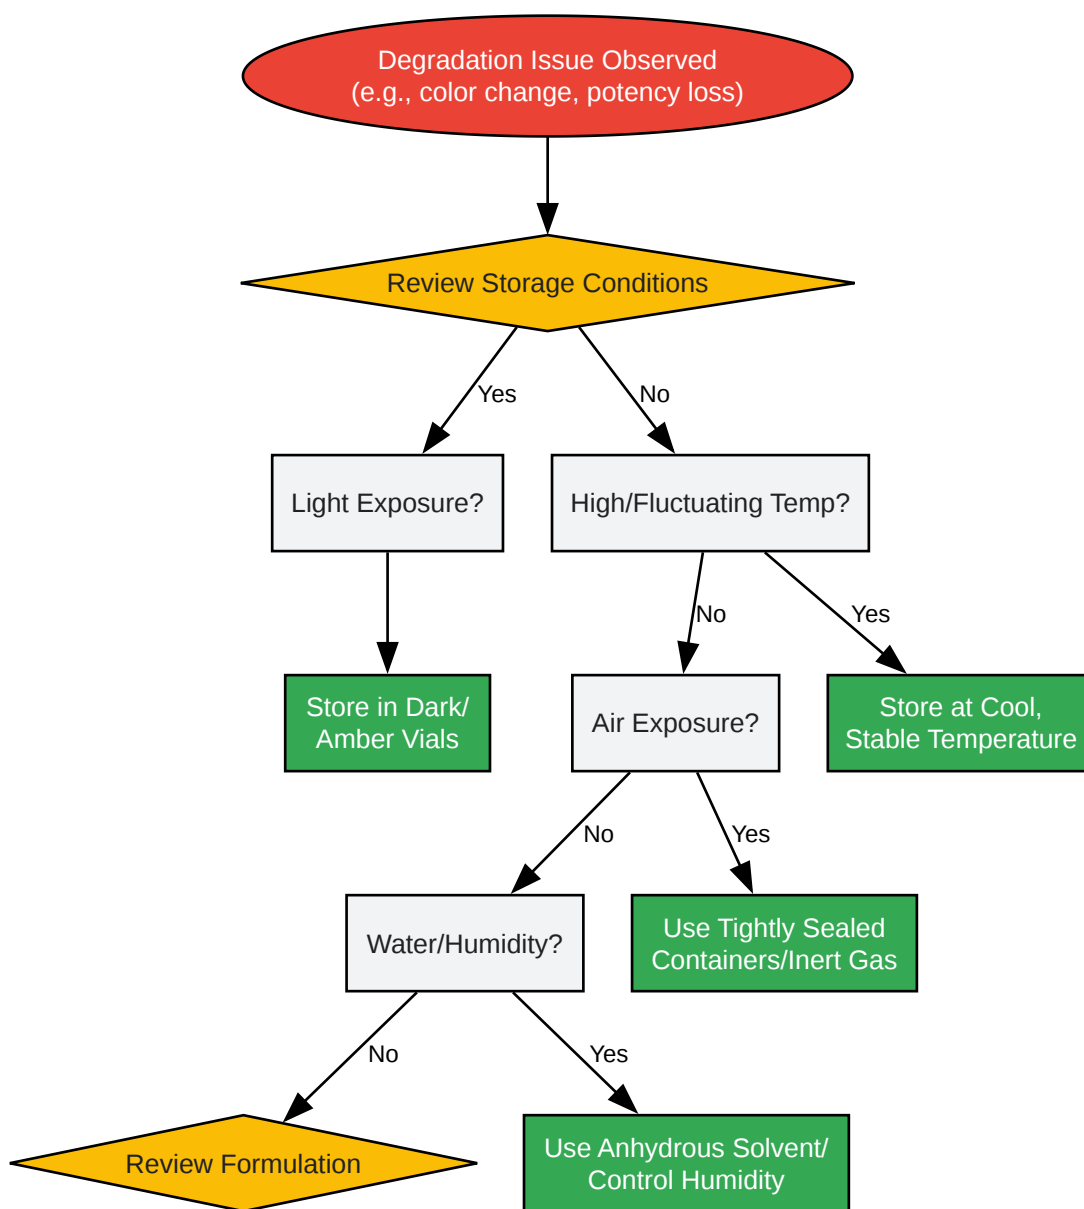 Degradation Issue Observed
(e.g., color change, potency loss)
Review Storage Conditions
Yes
No
Light Exposure?
High/Fluctuating Temp?
No
Yes
Store in Dark/
Amber Vials
Air Exposure?
Store at Cool,
Stable Temperature
No
Yes
Water/Humidity?
Use Tightly Sealed
Containers/Inert Gas
No
Yes
Review Formulation
Use Anhydrous Solvent/
Control Humidity